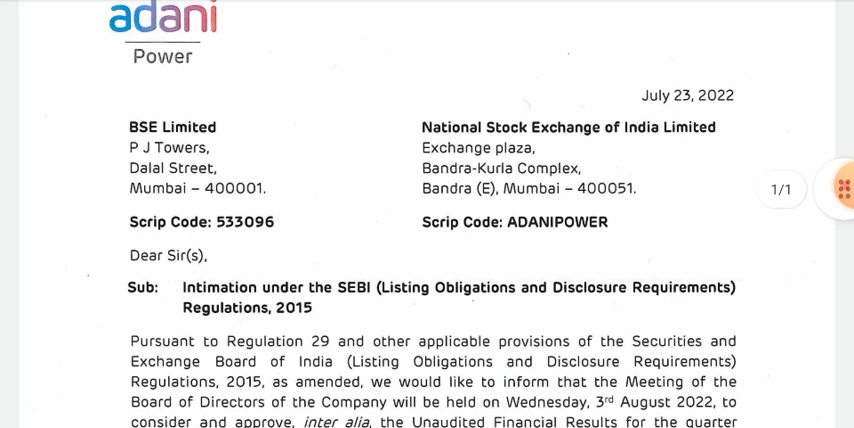 adani
Power
July 23, 2022
BSE Limited
P J Towers,
Dalal Street,
Mumbai – 400001.
National Stock Exchange of India Limited
Exchange plaza,
Bandra-Kurla Complex,
Bandra (E), Mumbai – 400051.
1/1
Scrip Code: 533096
Scrip Code: ADANIPOWER
Dear Sir(s),
Sub: Intimation under the SEBI (Listing Obligations and Disclosure Requirements)
Regulations, 2015
Pursuant to Regulation 29 and other applicable provisions of the Securities and
Exchange Board of India (Listing Obligations and Disclosure Requirements)
Regulations, 2015, as amended, we would like to inform that the Meeting of the
Board of Directors of the Company will be held on Wednesday, 3rd August 2022, to
consider and approve, inter alia, the Unaudited Financial Results for the quarter